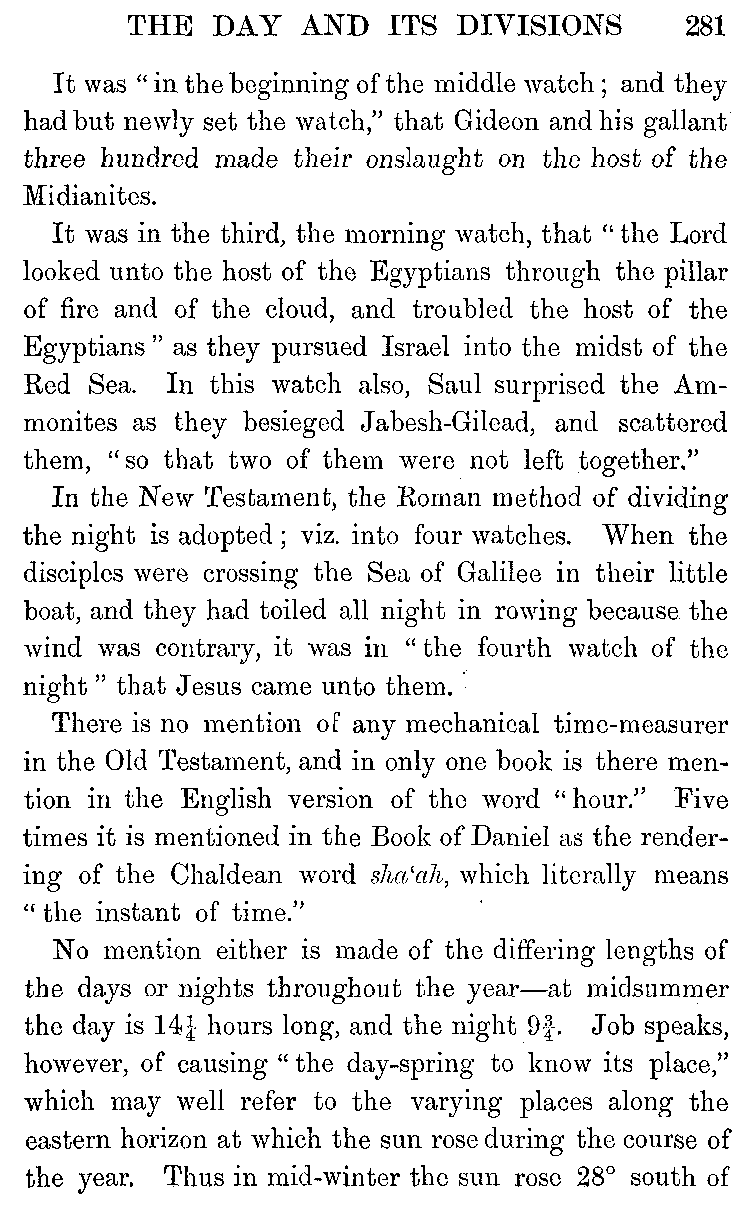 THE DAY AND ITS DIVISIONS 281
It was “ in the beginning of the middle watch ; and they
had but newly set the watch,” that Gideon and his gallant
three hundred made their onslaught on the host of the
Midianites.
It was in the third, the morning watch, that “ the Lord
looked unto the host of the Egyptians through the pillar
of fire and of the cloud, and troubled the host of the
Egyptians ” as they pursued Israel into the midst of the
Red Sea. In this watch also, Saul surprised the Am-
monites as they besieged Jabesh-Gilead, and scattered
them, “so that two of them were not left together.”
In the New Testament, the Roman method of dividing
the night is adopted ; viz. into four watches. When the
disciples were crossing the Sea of Galilee in their little
boat, and they had toiled all night in rowing because the
wind was contrary, it was in “ the fourth watch of the
night ” that Jesus came unto them.
There is no mention of any mechanical time-measurer
in the Old Testament, and in only one book is there men-
tion in the English version of the word “ hour.” Five
times it is mentioned in the Book of Daniel as the render-
ing of the Chaldean word sha‘ah, which literally means
“ the instant of time.”
No mention either is made of the differing lengths of
the days or nights throughout the year—at midsummer
the day is 14¼ hours long, and the night 9¾. Job speaks,
however, of causing “ the day-spring to know its place,”
which may well refer to the varying places along the
eastern horizon at which the sun rose during the course of
the year. Thus in mid-winter the sun rose 28° south of